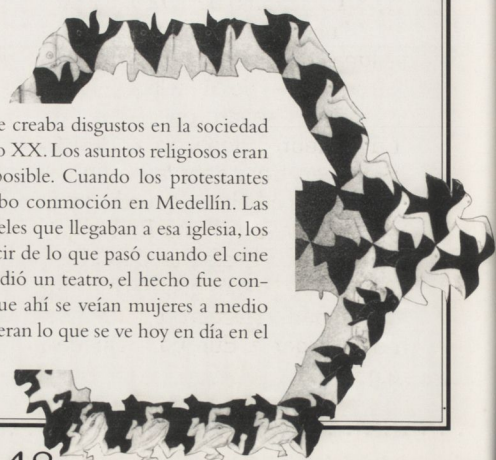 e creaba disgustos en la sociedad
o XX. Los asuntos religiosos eran
posible. Cuando los protestantes
bo conmoción en Medellín. Las
eles que llegaban a esa iglesia, los
cir de lo que pasó cuando el cine
dió un teatro, el hecho fue con-
ue ahí se veían mujeres a medio
eran lo que se ve hoy en día en el
48